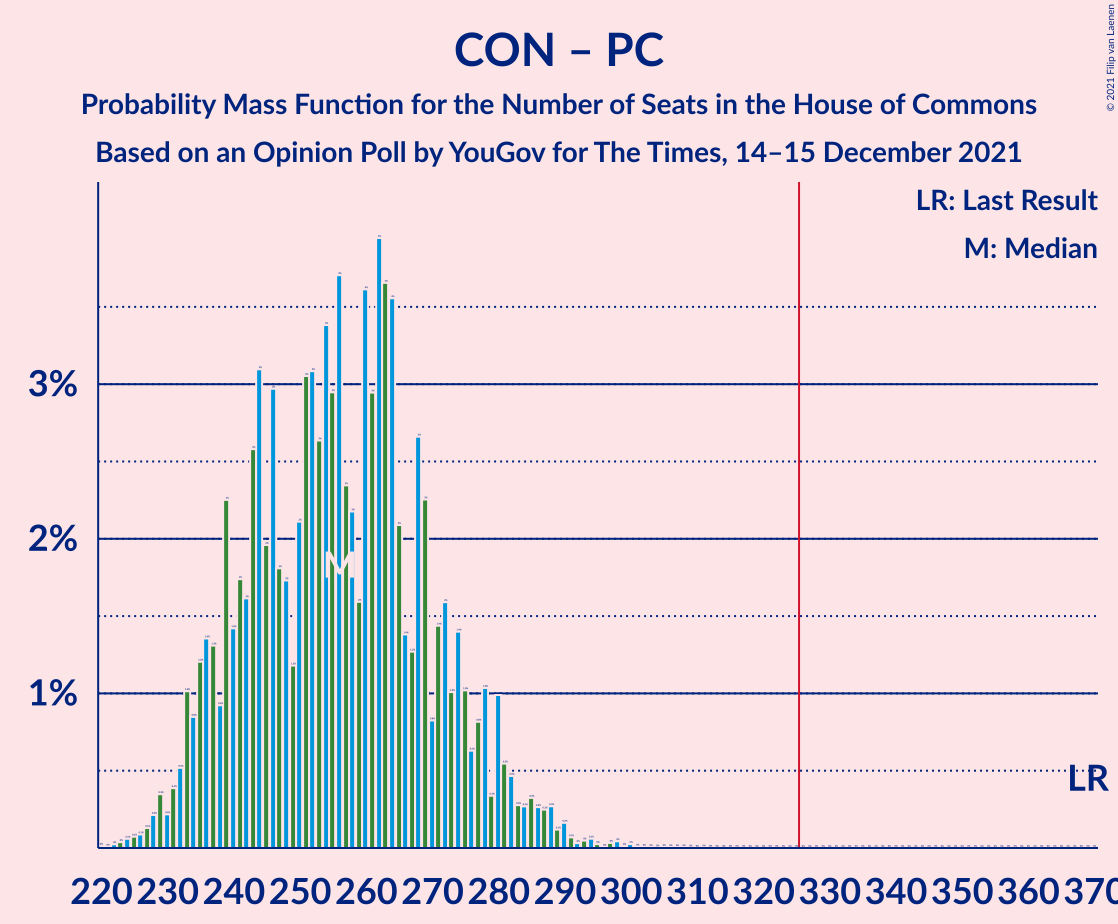 CON – PC
Probability Mass Function for the Number of Seats in the House of Commons
Based on an Opinion Poll by YouGov for The Times, 14–15 December 2021
© 2021 Filip van Laenen
LR: Last Result
M: Median
3%
2%
1%
M
LR
220 230 240 250 260 270 280 290 300 310 320 330 340 350 360 370